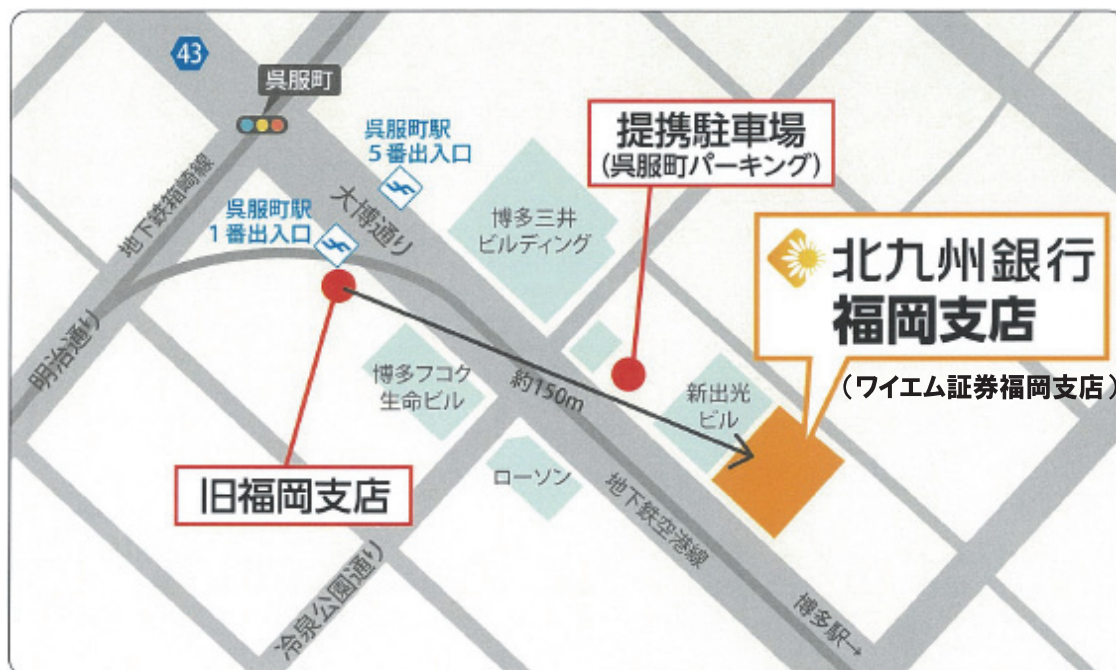 43
呉服町
呉服町駅
5番出入口
提携駐車場
(呉服町パーキング)
地下鉄箱崎線
呉服町駅
1番出入口
大博通り
博多三井
ビルディング
北九州銀行
福岡支店
(ワイエム証券福岡支店)
明治通り
博多フコク
生命ビル
約150m
新出光
ビル
旧福岡支店
ローソン
地下鉄空港線
冷泉公園通り
博多駅→